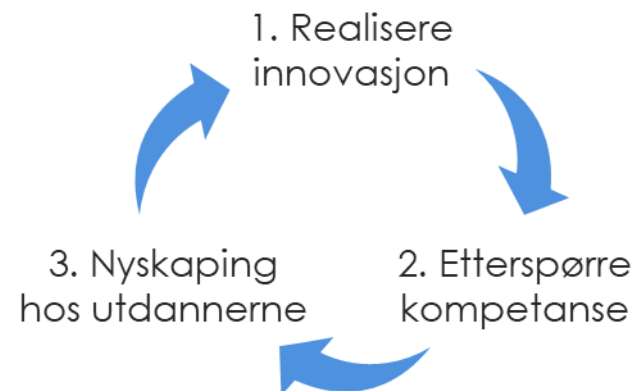 1. Realisere
innovasjon
2. Etterspørre
kompetanse
3. Nyskaping
hos utdannerne